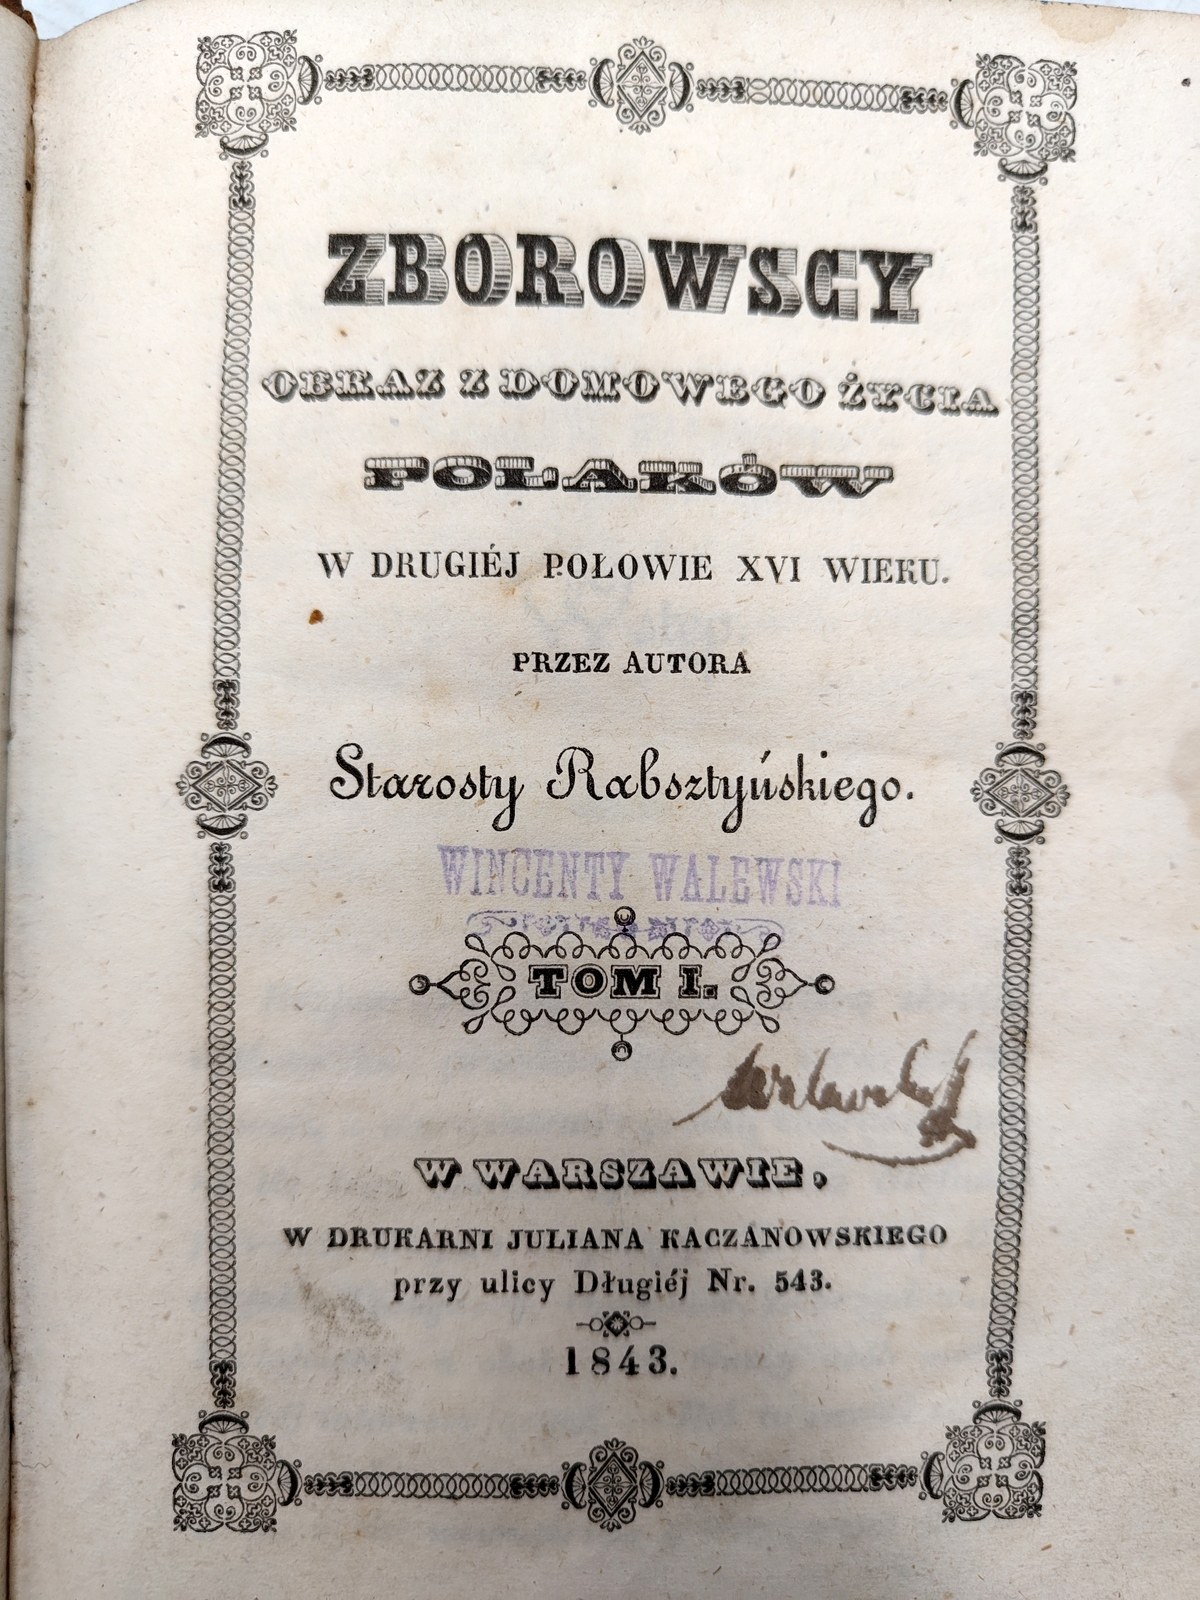 ZBOROWSCY
OBRAZ Z DOMOWEGO ŻYCIA
POLAKÓW
W DRUGIÉJ POŁOWIE XVI WIEKU.
PRZEZ AUTORA
Starosty Rabsztyńskiego.
WINCENTY WALEWSKI
TOM I.
Walewski
W WARSZAWIE,
W DRUKARNI JULIANA KACZANOWSKIEGO
przy ulicy Długiéj Nr. 543.
1843.